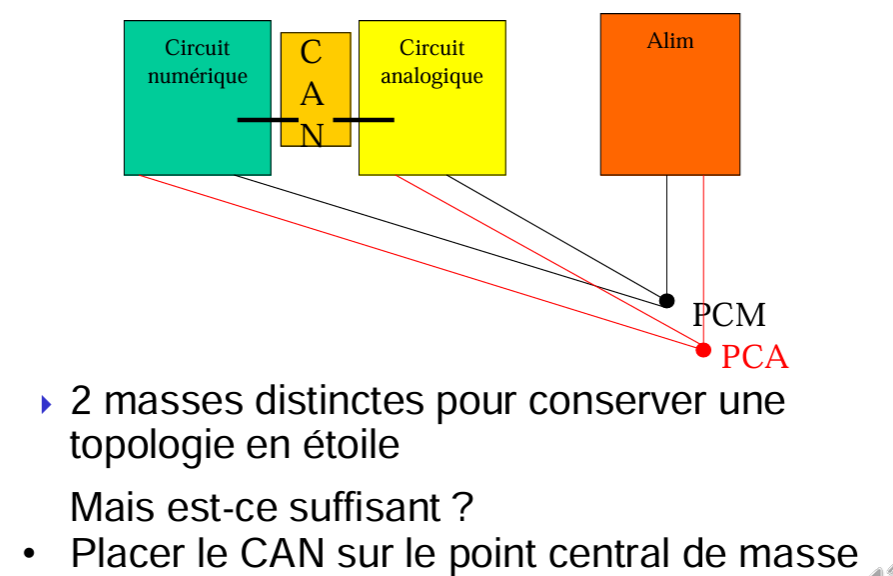 Circuit
numérique
C
A
N
Circuit
analogique
Alim
PCM
PCA
2 masses distinctes pour conserver une
topologie en étoile
Mais est-ce suffisant ?
• Placer le CAN sur le point central de masse